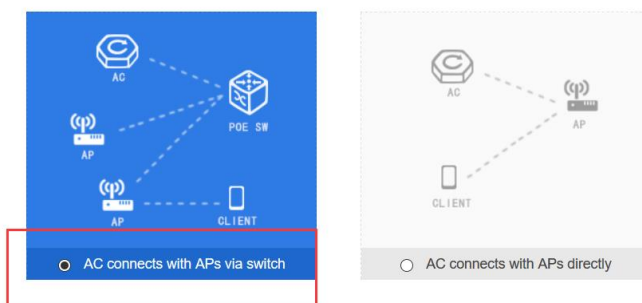 AC
POE SW
AP
AP
CLIENT
AC connects with APs via switch
AC
AP
CLIENT
AC connects with APs directly